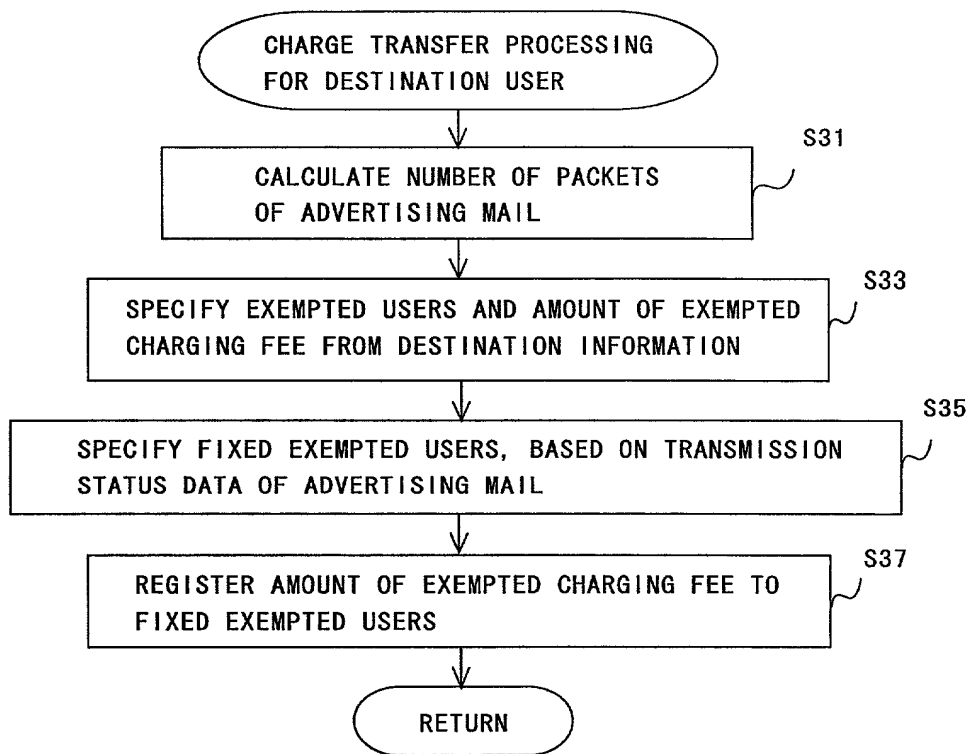 CHARGE TRANSFER PROCESSING
FOR DESTINATION USER
S31
CALCULATE NUMBER OF PACKETS
OF ADVERTISING MAIL
S33
SPECIFY EXEMPTED USERS AND AMOUNT OF EXEMPTED
CHARGING FEE FROM DESTINATION INFORMATION
S35
SPECIFY FIXED EXEMPTED USERS, BASED ON TRANSMISSION
STATUS DATA OF ADVERTISING MAIL
S37
REGISTER AMOUNT OF EXEMPTED CHARGING FEE TO
FIXED EXEMPTED USERS
RETURN